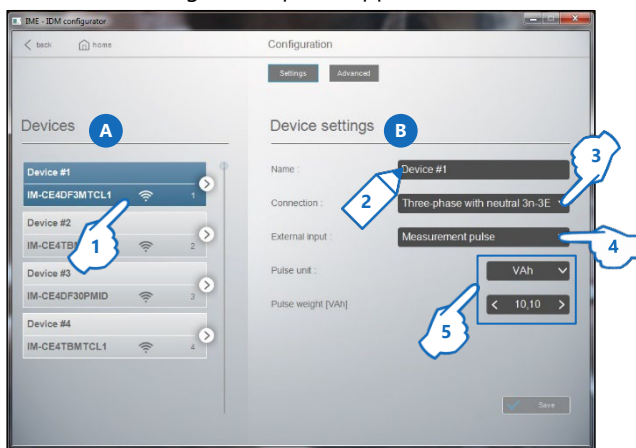 IME - IDM configurator
back
home
Configuration
Settings
Advanced
Devices
A
Device settings
B
Device #1
IM-CE4DF3MTCL1
1
Device #2
2
Device #3
IM-CE4DF30PMID
3
Device #4
IM-CE4TBMTCL1
4
1
Name :
Device #1
2
Connection :
Three-phase with neutral 3n-3E
3
External input :
Measurement pulse
4
Pulse unit :
VAh
Pulse weight [VAh]
10,10
5
Save